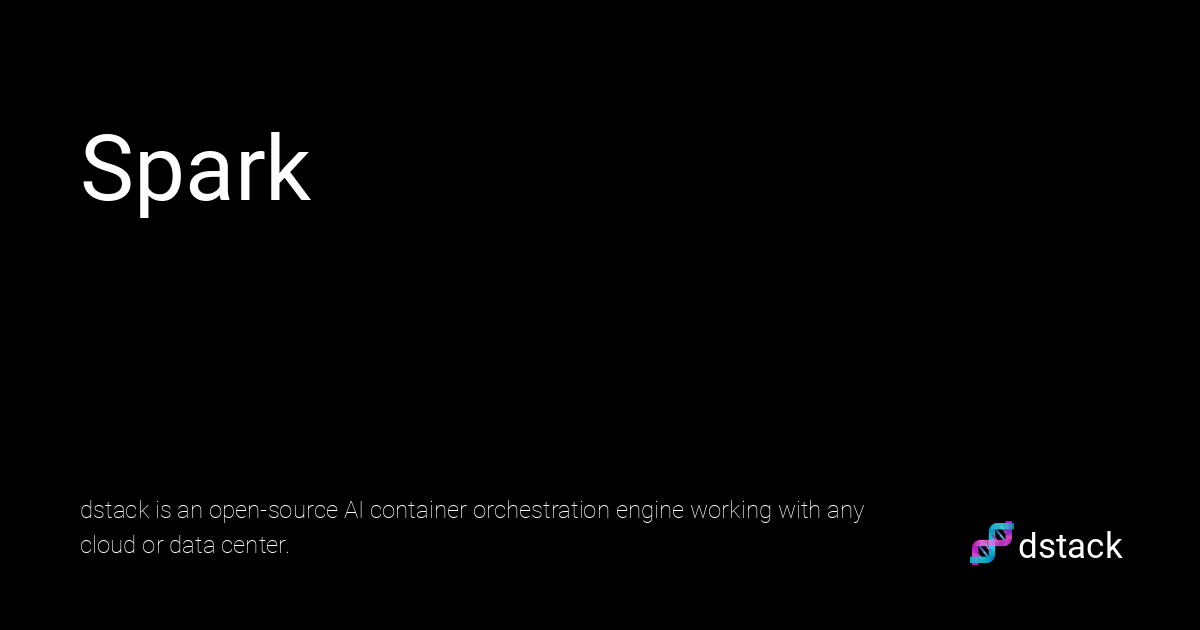 Spark
dstack is an open-source AI container orchestration engine working with any
cloud or data center.
dstack